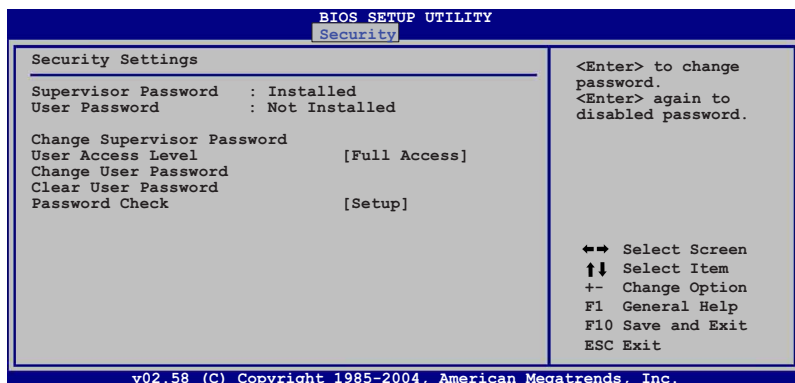 BIOS SETUP UTILITY
Security
Security Settings
Supervisor Password : Installed
User Password : Not Installed
Change Supervisor Password
User Access Level [Full Access]
Change User Password
Clear User Password
Password Check [Setup]
<Enter> to change
password.
<Enter> again to
disabled password.
Select Screen
Select Item
+- Change Option
F1 General Help
F10 Save and Exit
ESC Exit
v02.58 (C) Copyright 1985-2004, American Megatrends, Inc.